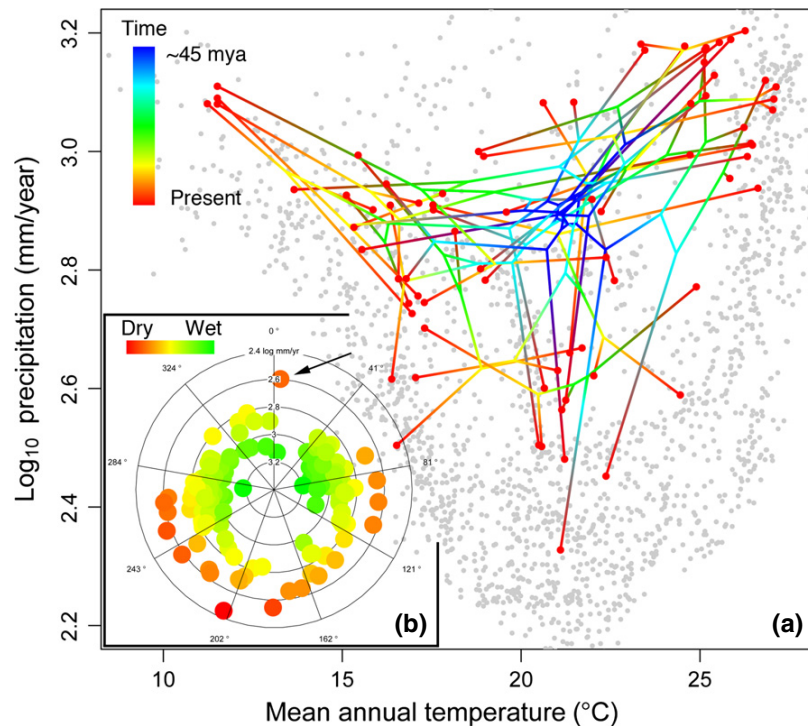 3.2
3.0
2.8
2.6
2.4
2.2
Log₁₀ precipitation (mm/year)
Time
~45 mya
Present
Dry Wet
0 °
2.4 log mm/yr
324 °
41 °
2.6
2.8
3
3.2
284 °
81 °
243 °
121 °
202 °
162 °
(b)
(a)
10 15 20 25
Mean annual temperature (°C)